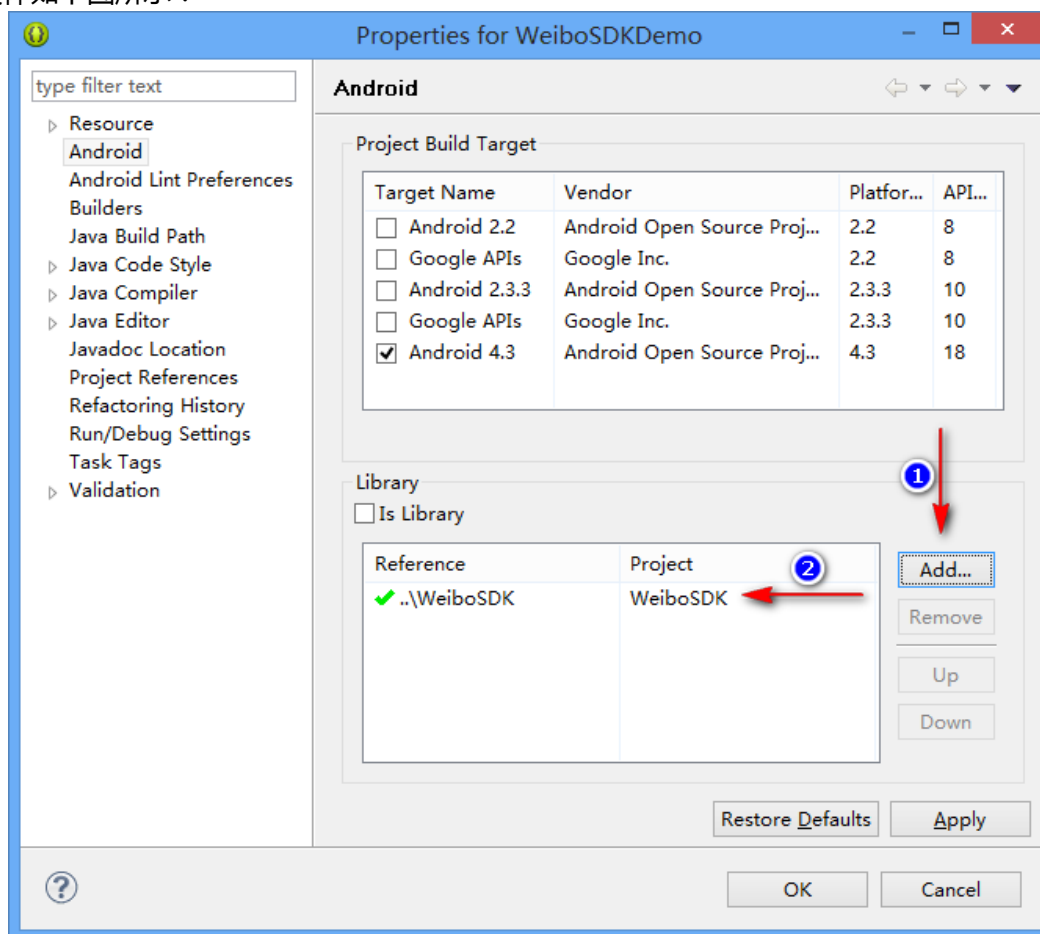 Properties for WeiboSDKDemo
type filter text
Resource
Android
Android Lint Preferences
Builders
Java Build Path
Java Code Style
Java Compiler
Java Editor
Javadoc Location
Project References
Refactoring History
Run/Debug Settings
Task Tags
Validation
Android
Project Build Target
Target Name Vendor Platfor... API...
Android 2.2 Android Open Source Proj... 2.2 8
Google APIs Google Inc. 2.2 8
Android 2.3.3 Android Open Source Proj... 2.3.3 10
Google APIs Google Inc. 2.3.3 10
Android 4.3 Android Open Source Proj... 4.3 18
1
Library
Is Library
Reference Project 2
..\WeiboSDK WeiboSDK
Add...
Remove
Up
Down
Restore Defaults Apply
? OK Cancel